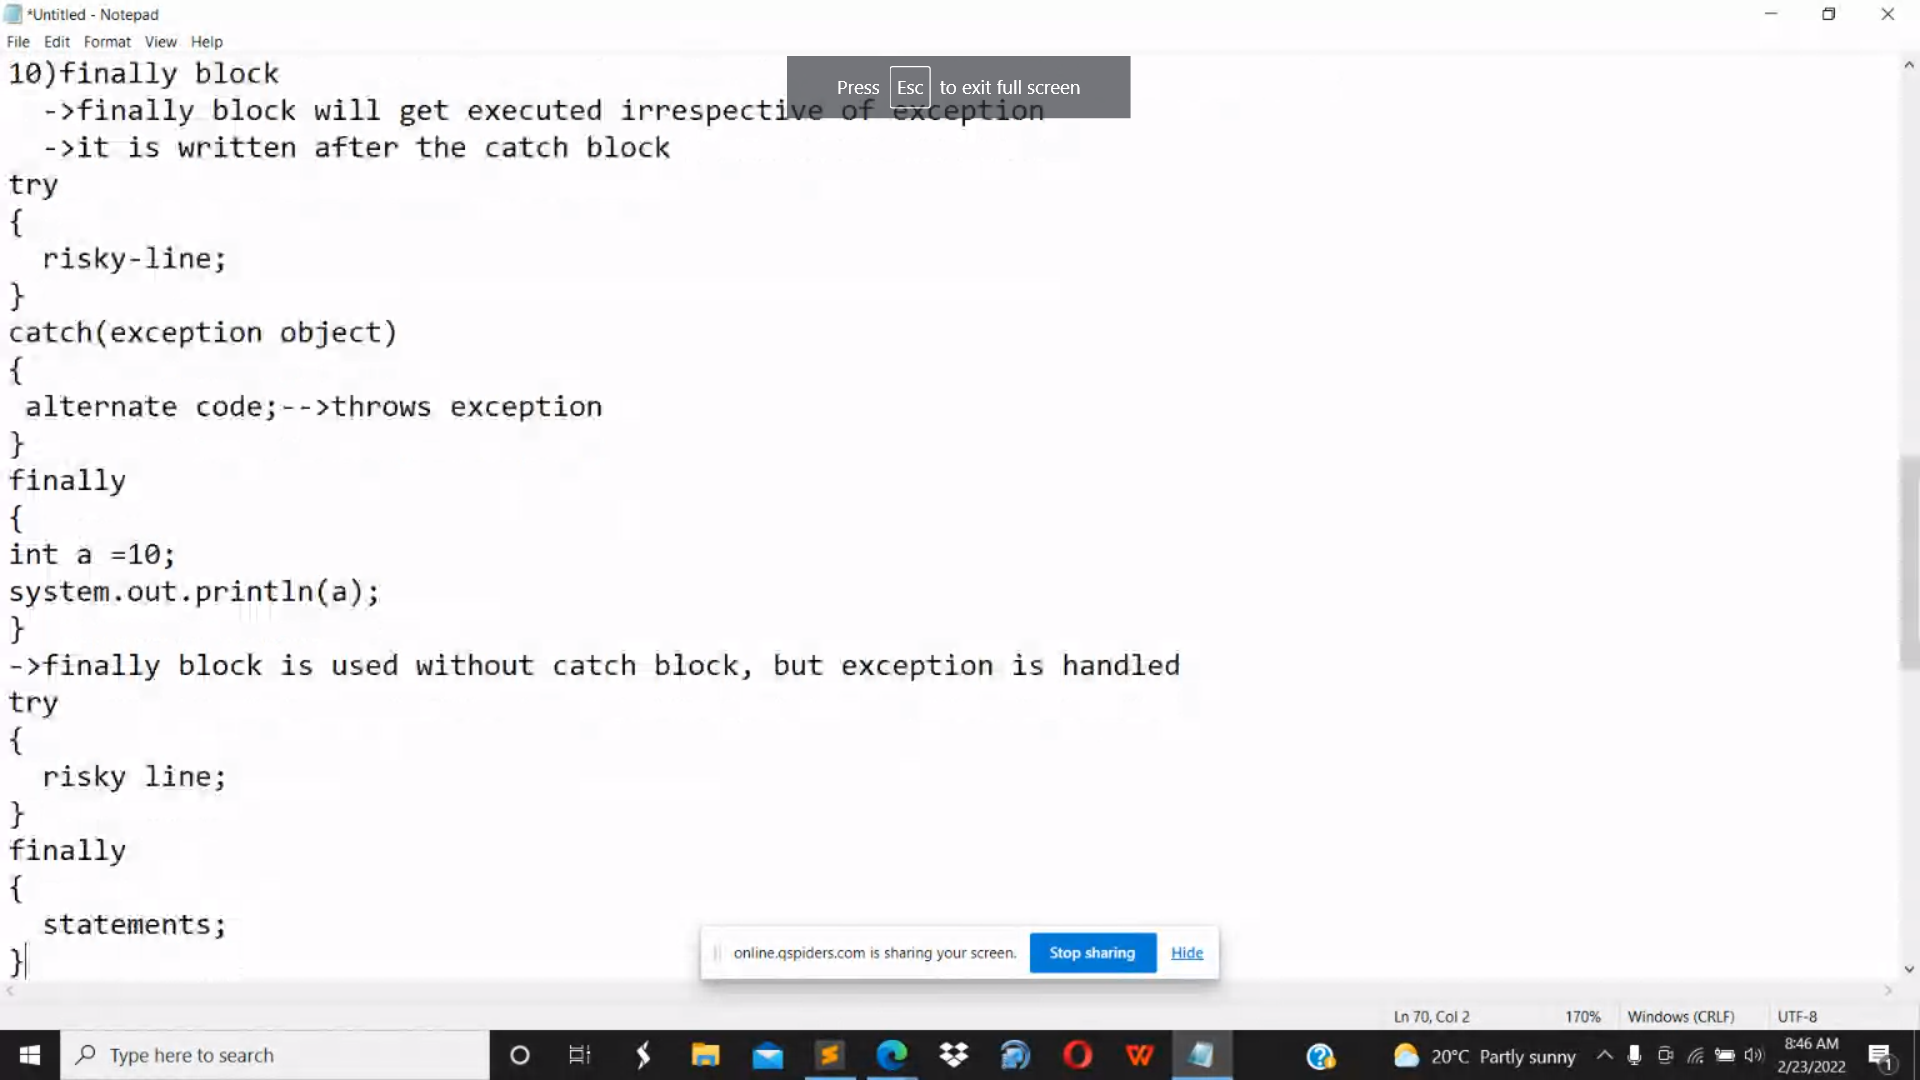 *Untitled - Notepad
File Edit Format View Help
10)finally block
Press Esc to exit full screen
->finally block will get executed irrespective of exception
->it is written after the catch block
try
{
risky-line;
}
catch(exception object)
{
alternate code;-->throws exception
}
finally
{
int a =10;
system.out.println(a);
}
->finally block is used without catch block, but exception is handled
try
{
risky line;
}
finally
{
statements;
}
online.qspiders.com is sharing your screen. Stop sharing Hide
Ln 70, Col 2 170% Windows (CRLF) UTF-8
Type here to search
20°C Partly sunny
8:46 AM
2/23/2022
1